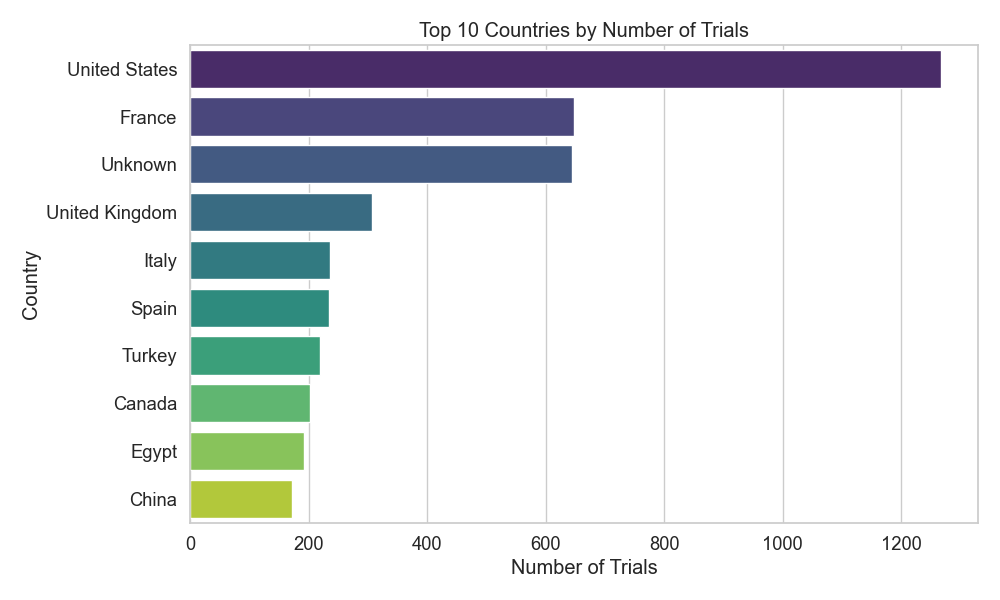 Top 10 Countries by Number of Trials
United States
France
Unknown
United Kingdom
Italy
Spain
Turkey
Canada
Egypt
China
Country
0 200 400 600 800 1000 1200
Number of Trials